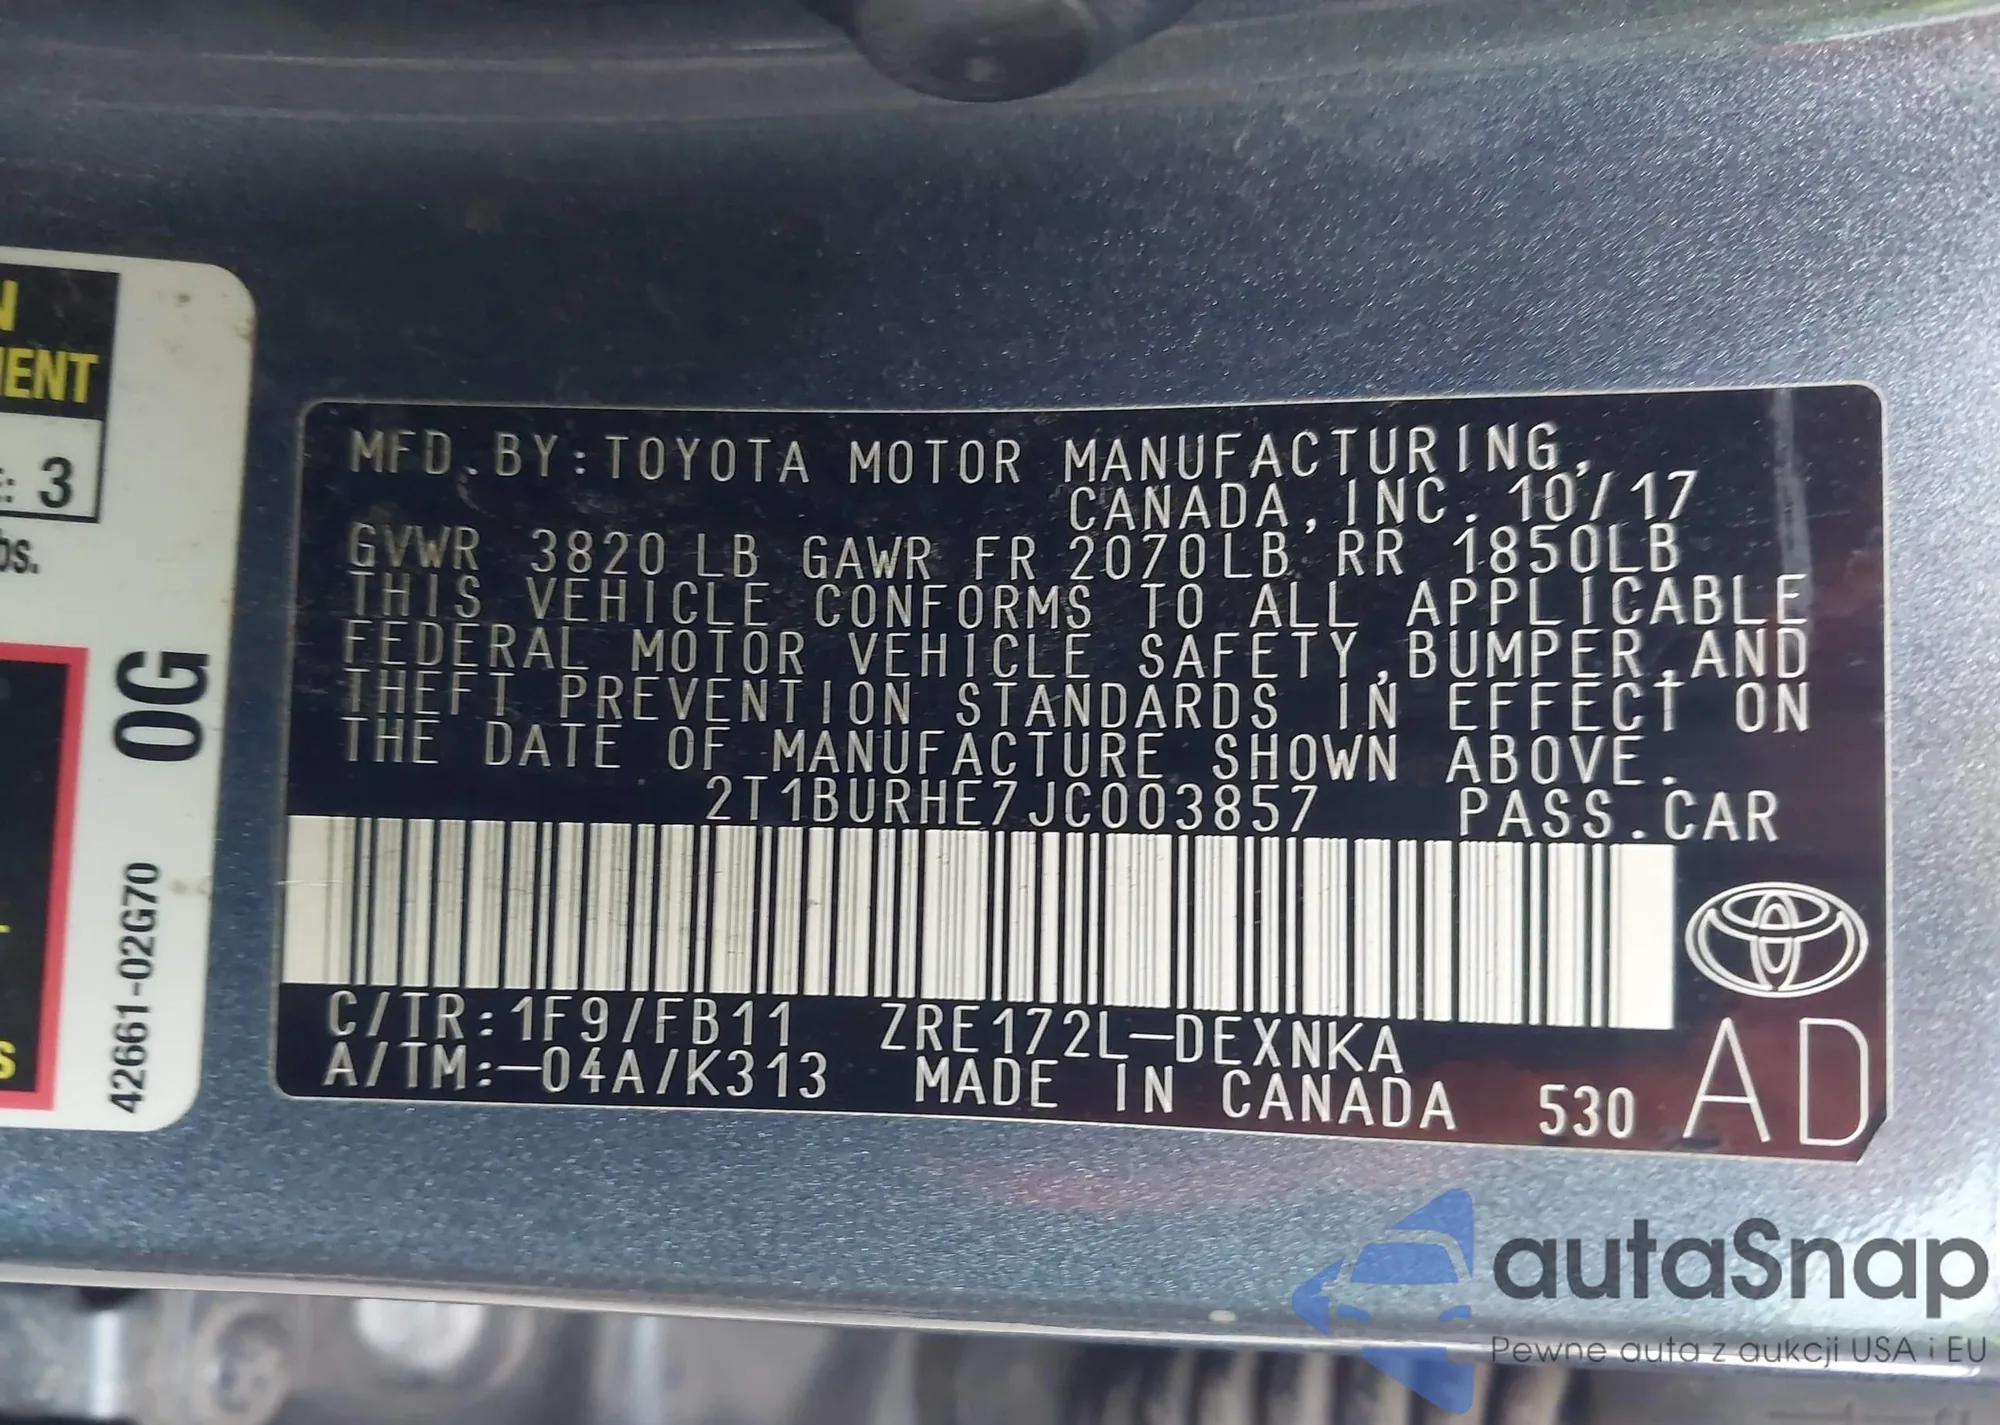 N
ENT
: 3
bs.
0G
42661-02G70
S
MFD.BY:TOYOTA MOTOR MANUFACTURING,
CANADA,INC. 10/17
GVWR 3820 LB GAWR FR 2070LB RR 1850LB
THIS VEHICLE CONFORMS TO ALL APPLICABLE
FEDERAL MOTOR VEHICLE SAFETY,BUMPER,AND
THEFT PREVENTION STANDARDS IN EFFECT ON
THE DATE OF MANUFACTURE SHOWN ABOVE.
2T1BURHE7JC003857 PASS.CAR
C/TR:1F9/FB11 ZRE172L-DEXNKA
A/TM:-04A/K313 MADE IN CANADA 530 AD
autaSnap
Pewne auta z aukcji USA i EU